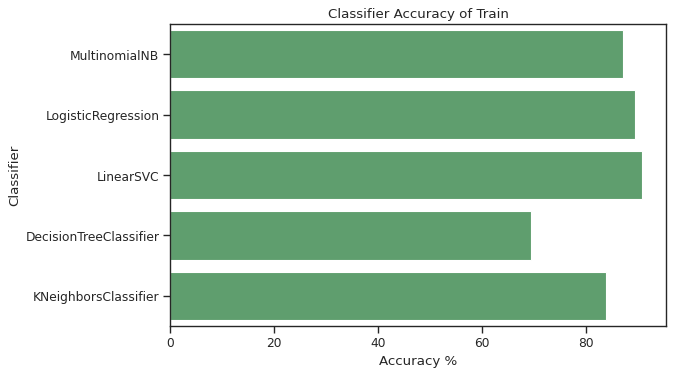 Classifier Accuracy of Train
Classifier
MultinomialNB
LogisticRegression
LinearSVC
DecisionTreeClassifier
KNeighborsClassifier
0 20 40 60 80
Accuracy %